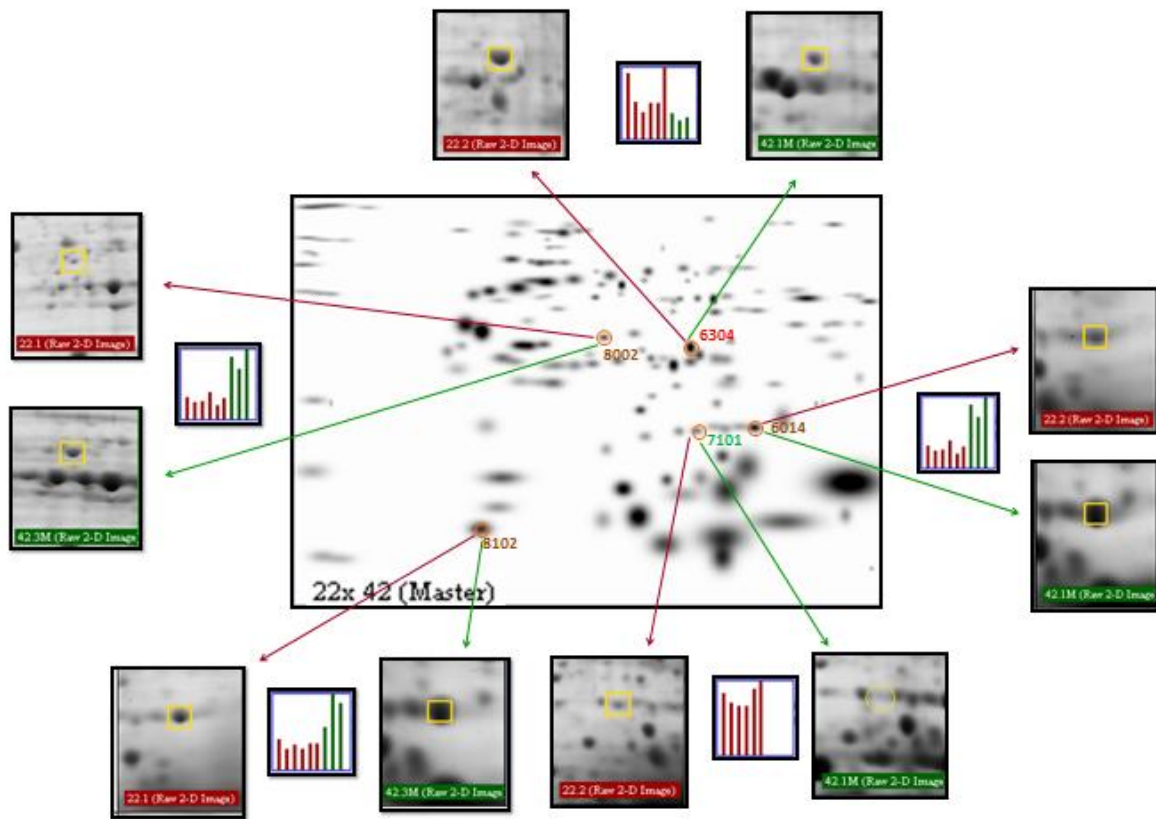 22.2 (Raw 2-D Image)
42.1M (Raw 2-D Image
22.1 (Raw 2-D Image)
6304
8002
22.2 (Raw 2-D Image)
7101
6014
42.3M (Raw 2-D Image
8102
42.1M (Raw 2-D Image
22x 42 (Master)
22.1 (Raw 2-D Image)
42.3M (Raw 2-D Image
22.2 (Raw 2-D Image)
42.1M (Raw 2-D Image